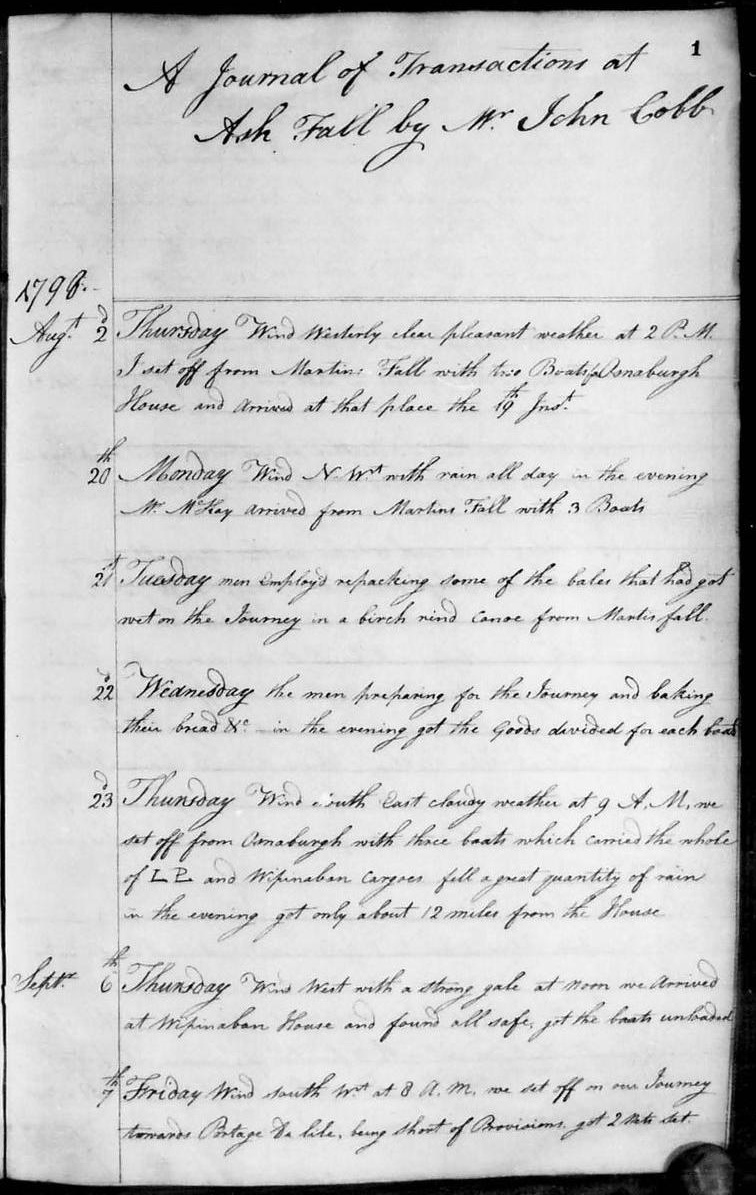 1
A Journal of Transactions at
Ash Fall by Mr. John Cobb
1798.
Augt. 2d Thursday Wind Westerly clear pleasant weather at 2 P.M.
I set off from Martins Fall with two Boats for Osnaburgh
House and arrived at that place the 19th Inst.
20th Monday Wind N. Wt. with rain all day in the evening
Mr. McKay arrived from Martins Fall with 3 Boats
21t Tuesday men employd repacking some of the bales that had got
wet on the Journey in a birch rind Canoe from Martis fall.
22d Wednesday the men preparing for the Journey and baking
their bread &c. in the evening got the Goods divided for each boat
23d Thursday Wind South East cloudy weather at 9 A.M. we
set off from Osnaburgh with three boats which carried the whole
of L P and Wipinaban Cargoes fell a great quantity of rain
in the evening got only about 12 miles from the House
Septr. 6th Thursday Wind West with a strong gale at noon we arrived
at Wipinaban House and found all safe, got the boats unloaded
7th Friday Wind South Wt. at 8 A.M. we set off on our Journey
towards Portage De lile, being short of Provisions, got 2 Nets set.